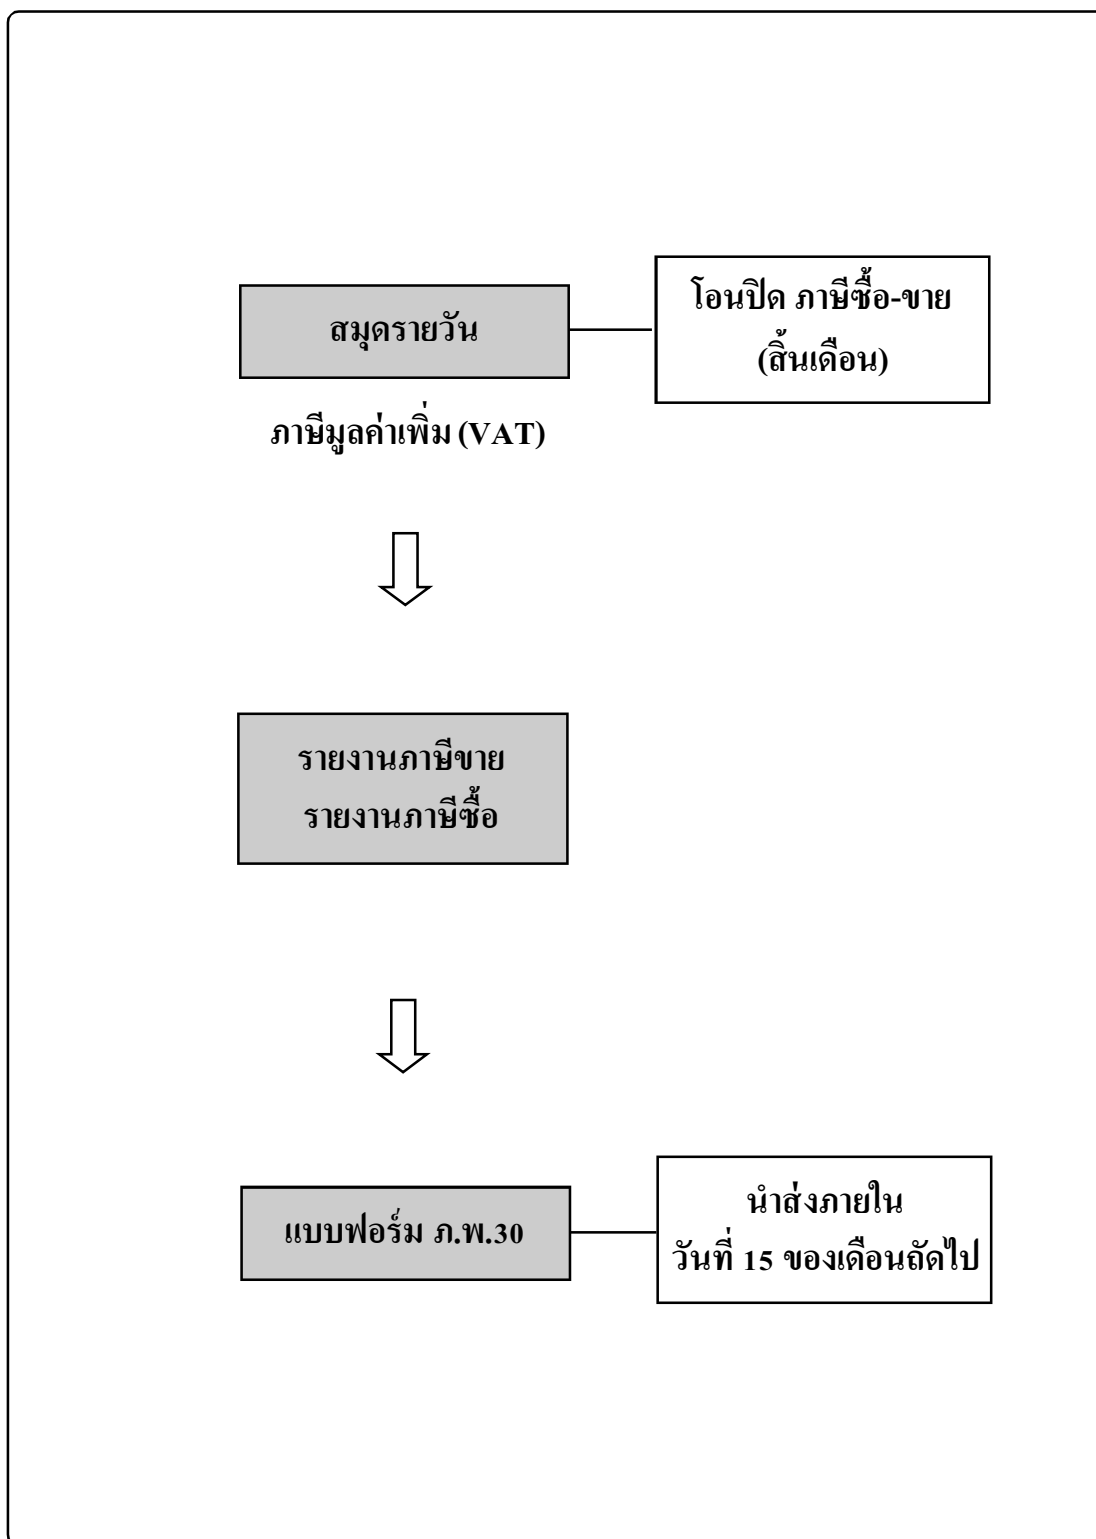 สมุดรายวัน
โอนปิด ภาษีซื้อ-ขาย
(สิ้นเดือน)
ภาษีมูลค่าเพิ่ม (VAT)
รายงานภาษีขาย
รายงานภาษีซื้อ
แบบฟอร์ม ภ.พ.30
นำส่งภายใน
วันที่ 15 ของเดือนถัดไป